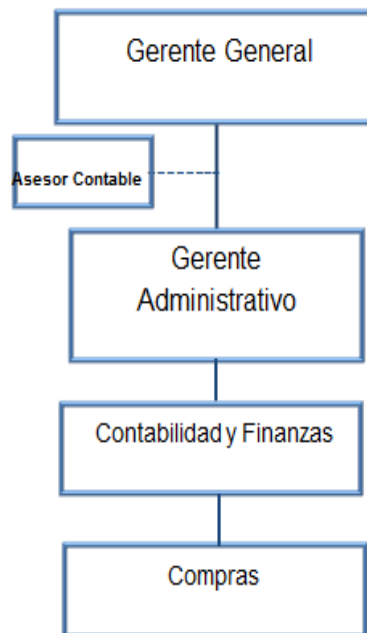 Gerente General
Asesor Contable
Gerente
Administrativo
Contabilidad y Finanzas
Compras